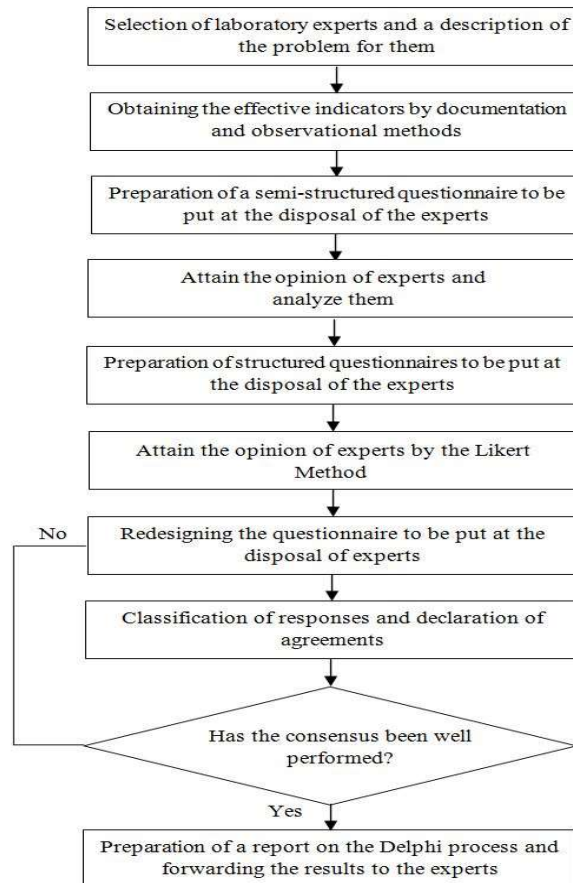 Selection of laboratory experts and a description of
the problem for them
Obtaining the effective indicators by documentation
and observational methods
Preparation of a semi-structured questionnaire to be
put at the disposal of the experts
Attain the opinion of experts and
analyze them
Preparation of structured questionnaires to be put at
the disposal of the experts
Attain the opinion of experts by the Likert
Method
No
Redesigning the questionnaire to be put at the
disposal of experts
Classification of responses and declaration of
agreements
Has the consensus been well
performed?
Yes
Preparation of a report on the Delphi process and
forwarding the results to the experts